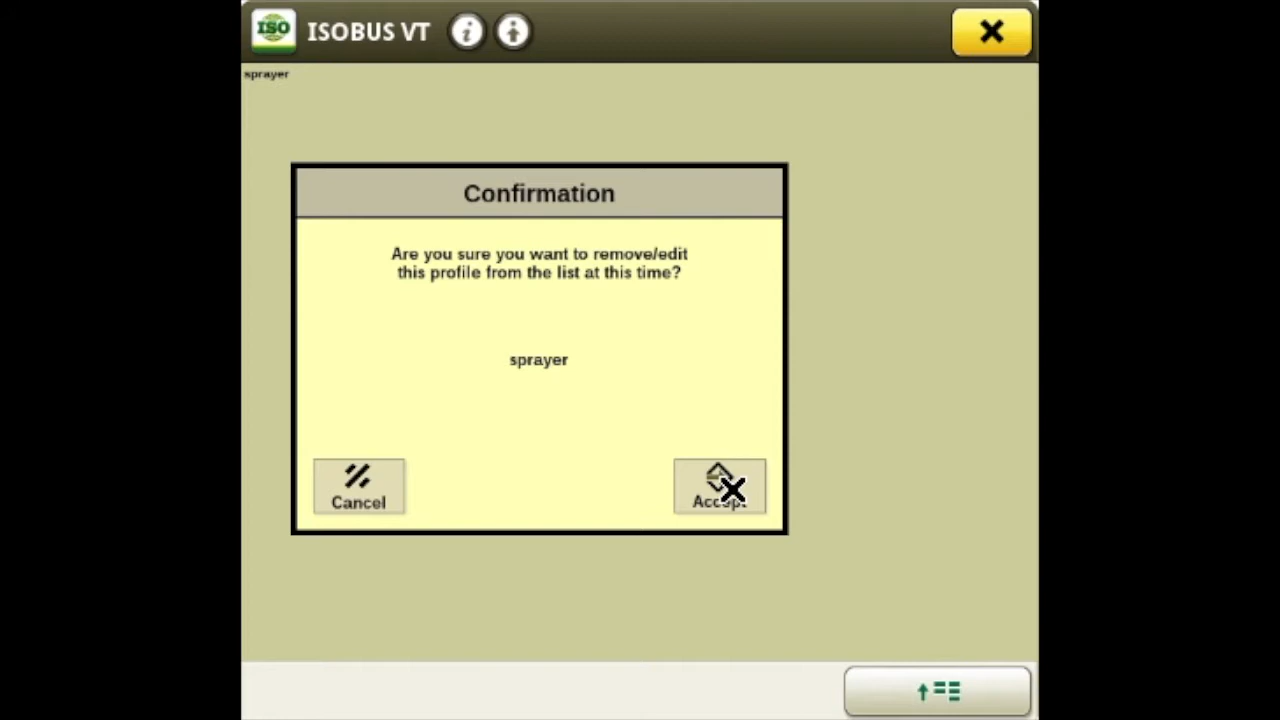 ISO
ISOBUS VT
sprayer
Confirmation
Are you sure you want to remove/edit
this profile from the list at this time?
sprayer
Cancel
Accept